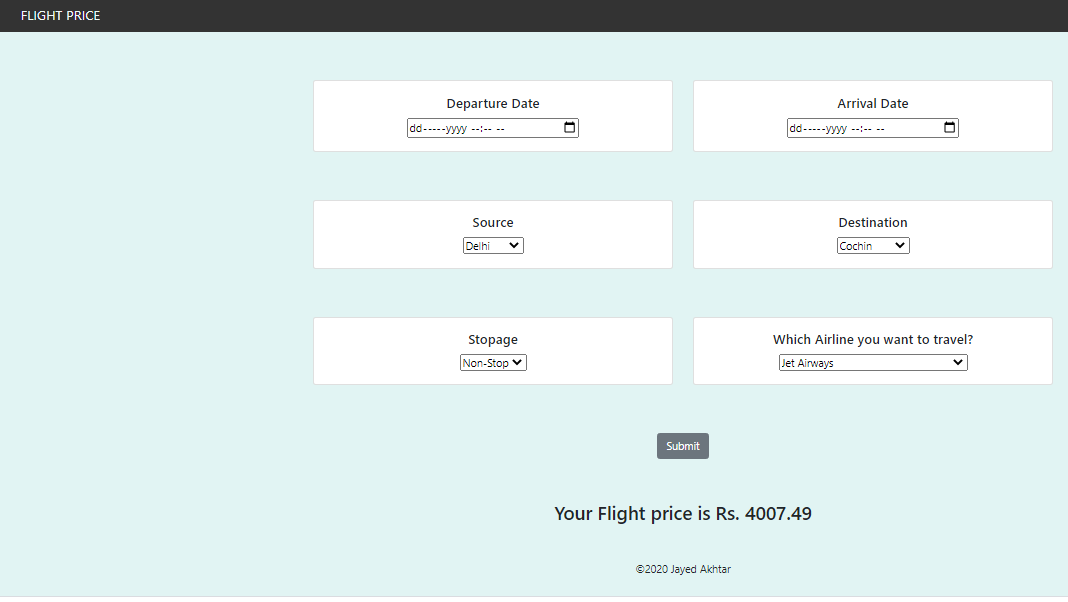 FLIGHT PRICE
Departure Date
dd-----yyyy --:-- --
Arrival Date
dd-----yyyy --:-- --
Source
Delhi
Destination
Cochin
Stopage
Non-Stop
Which Airline you want to travel?
Jet Airways
Submit
Your Flight price is Rs. 4007.49
©2020 Jayed Akhtar